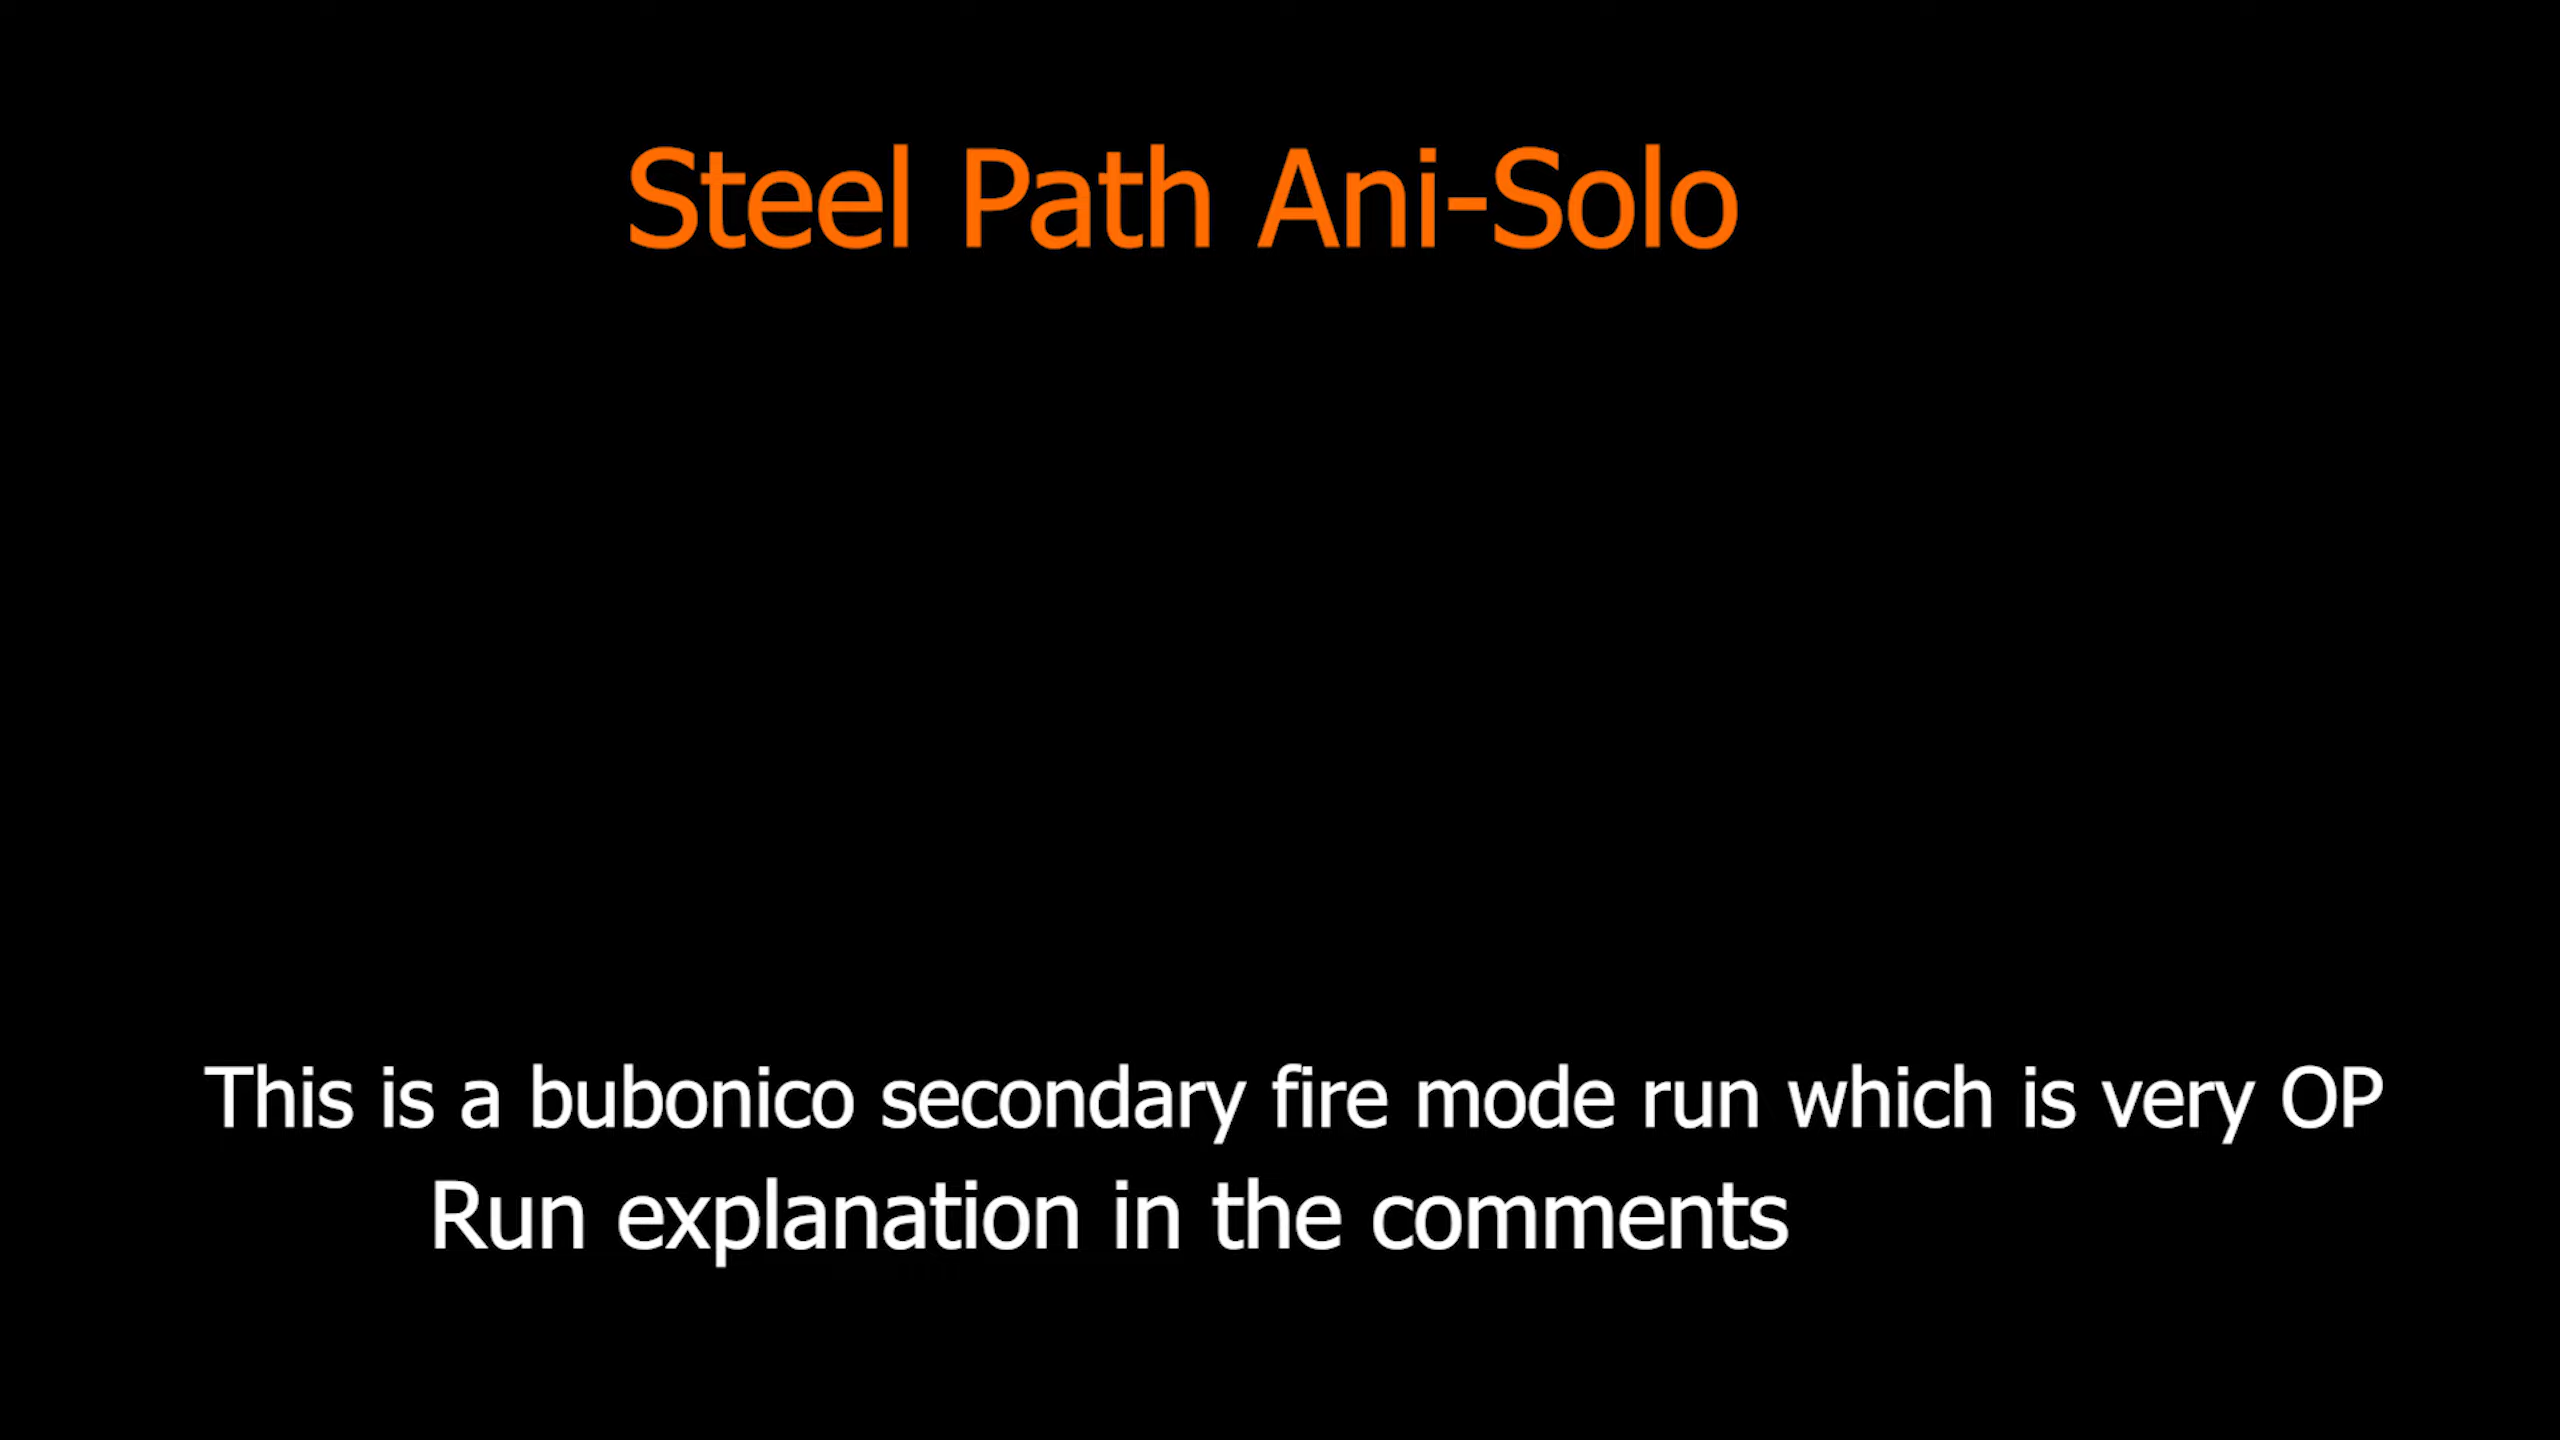 Steel Path Ani-Solo
This is a bubonico secondary fire mode run which is very OP
Run explanation in the comments